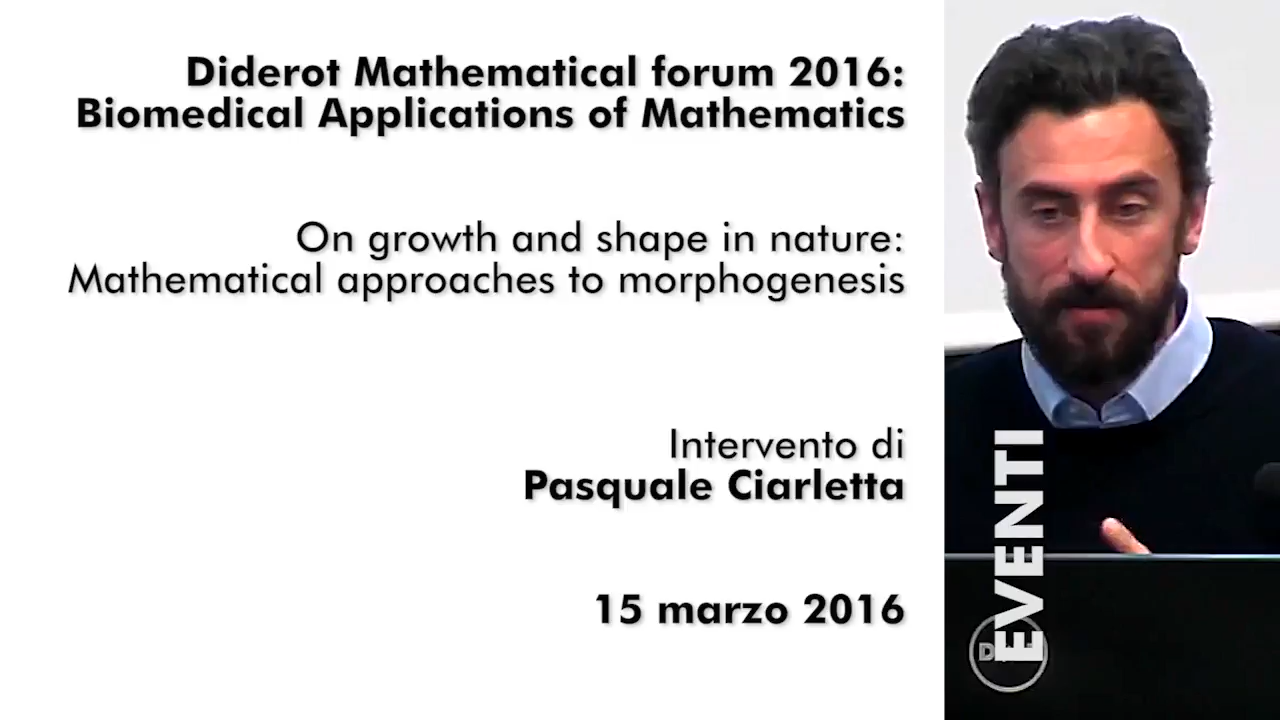 Diderot Mathematical forum 2016:
Biomedical Applications of Mathematics
On growth and shape in nature:
Mathematical approaches to morphogenesis
Intervento di
Pasquale Ciarletta
15 marzo 2016
EVENTI